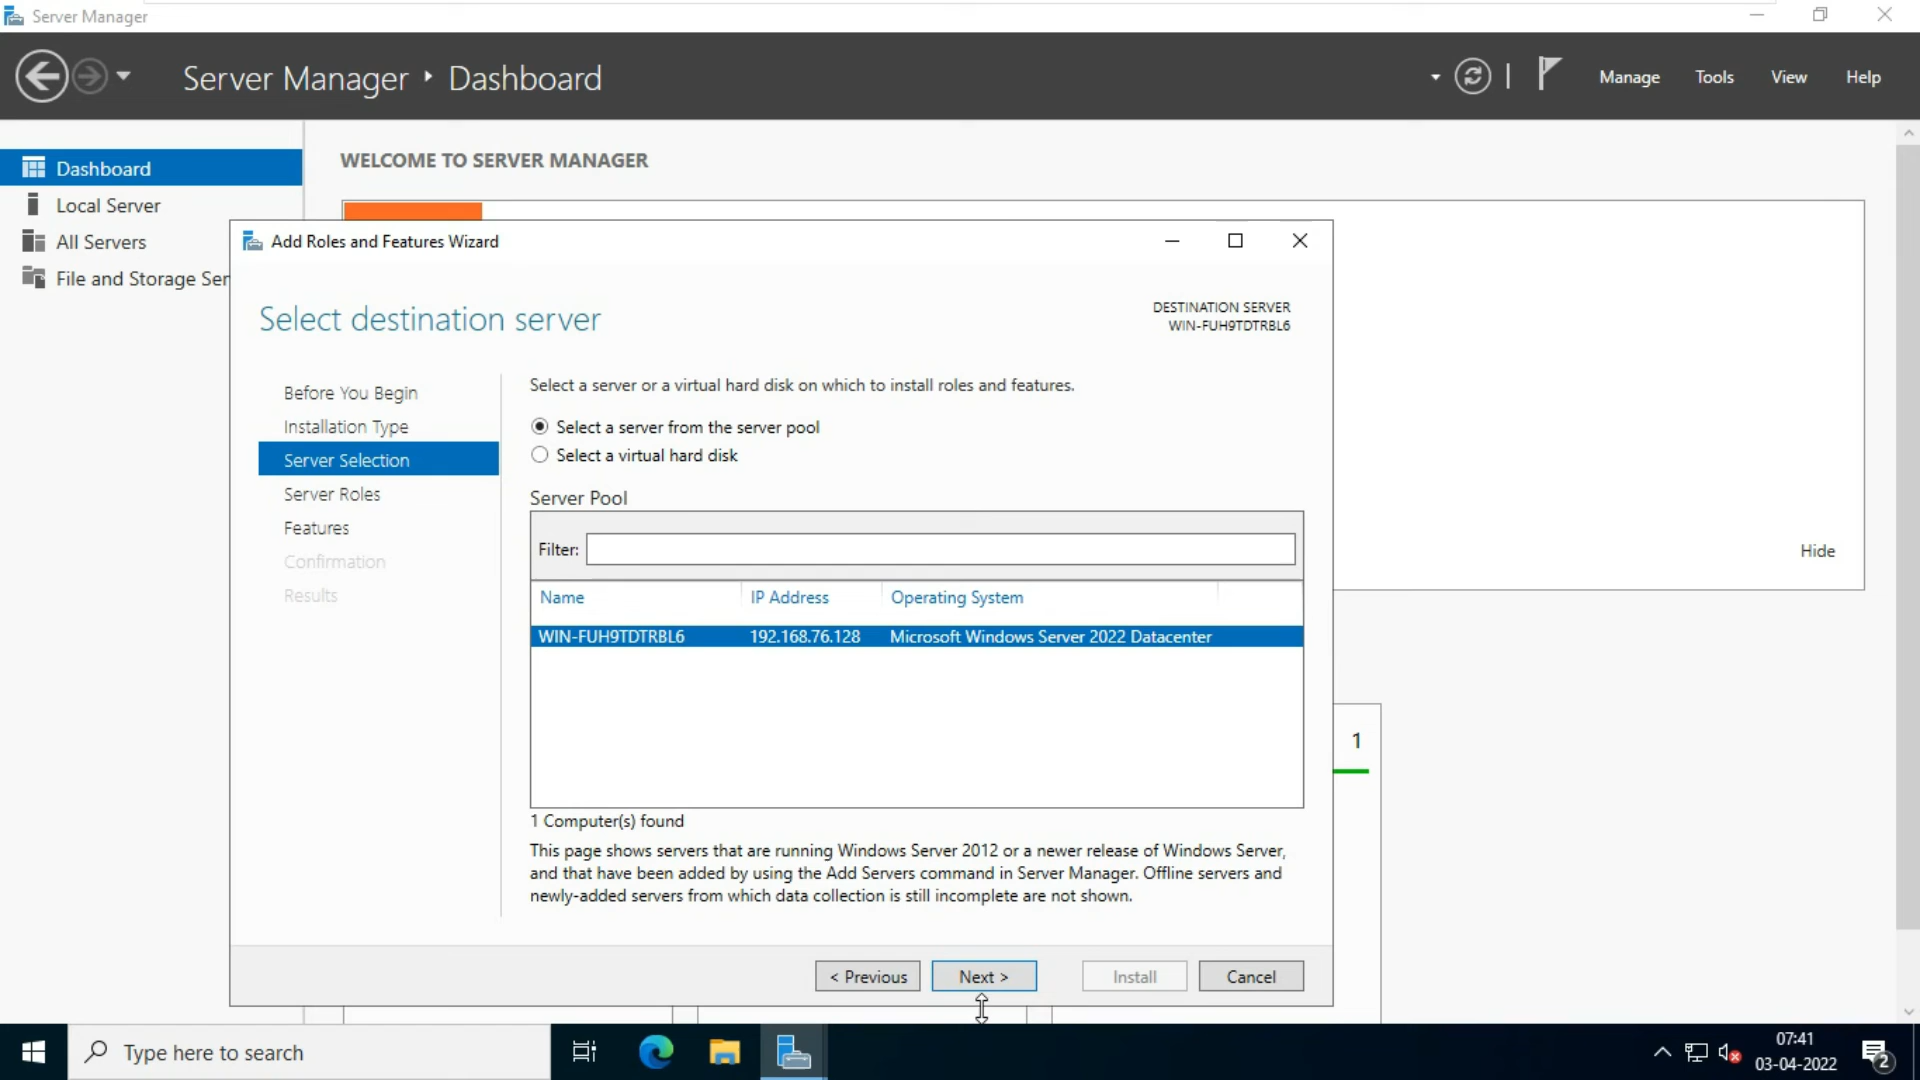 Server Manager
Server Manager ‣ Dashboard
Manage Tools View Help
Dashboard
Local Server
All Servers
File and Storage Ser
WELCOME TO SERVER MANAGER
Hide
1
Add Roles and Features Wizard
Select destination server
DESTINATION SERVER
WIN-FUH9TDTRBL6
Before You Begin
Installation Type
Server Selection
Server Roles
Features
Confirmation
Results
Select a server or a virtual hard disk on which to install roles and features.
Select a server from the server pool
Select a virtual hard disk
Server Pool
Filter:
Name IP Address Operating System
WIN-FUH9TDTRBL6 192.168.76.128 Microsoft Windows Server 2022 Datacenter
1 Computer(s) found
This page shows servers that are running Windows Server 2012 or a newer release of Windows Server,
and that have been added by using the Add Servers command in Server Manager. Offline servers and
newly-added servers from which data collection is still incomplete are not shown.
< Previous Next > Install Cancel
Type here to search
07:41
03-04-2022
2